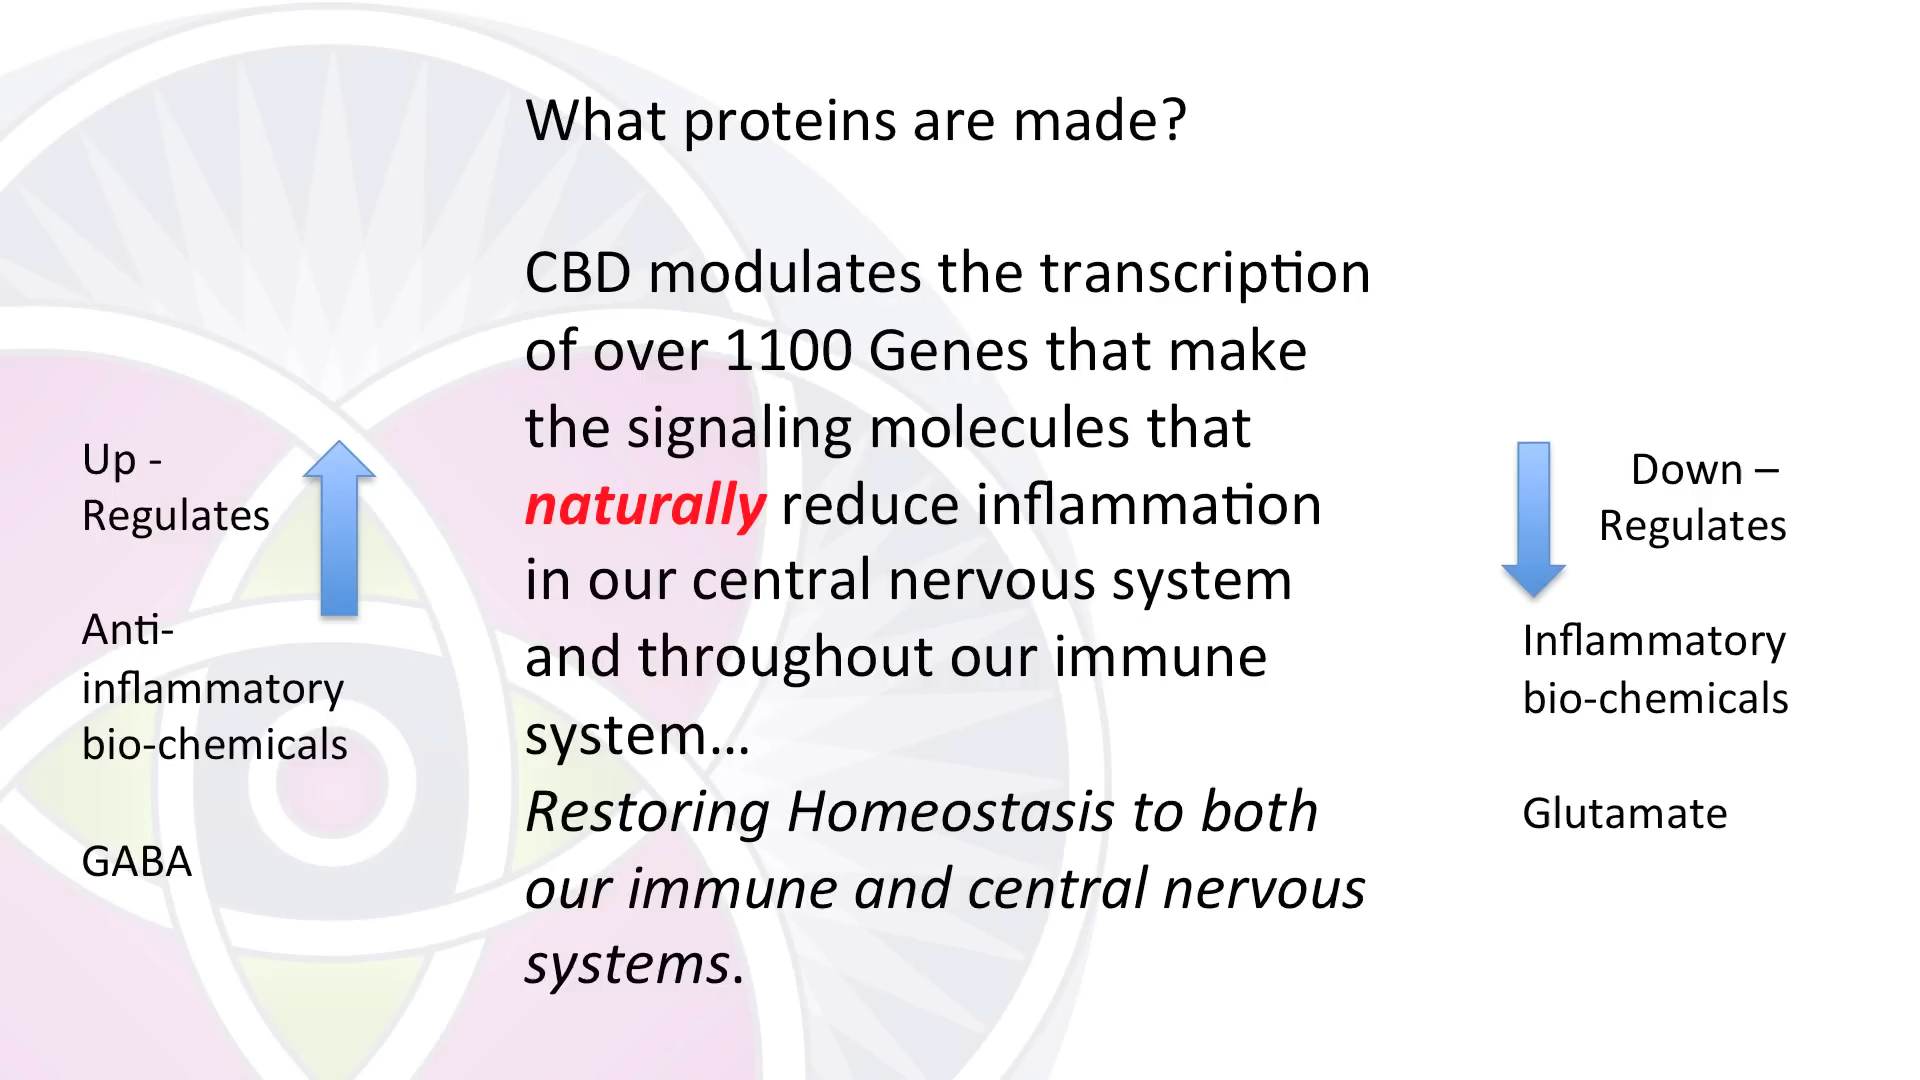 What proteins are made?
CBD modulates the transcription
of over 1100 Genes that make
the signaling molecules that
naturally reduce inflammation
in our central nervous system
and throughout our immune
system…
Restoring Homeostasis to both
our immune and central nervous
systems.
Up -
Regulates
Anti-
inflammatory
bio-chemicals
GABA
Down –
Regulates
Inflammatory
bio-chemicals
Glutamate